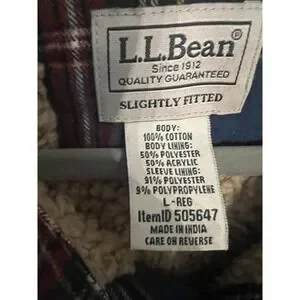 L.L.Bean®
Since 1912
QUALITY GUARANTEED
SLIGHTLY FITTED
BODY:
100% COTTON
BODY LINING:
50% POLYESTER
50% ACRYLIC
SLEEVE LINING:
91% POLYESTER
9% POLYPROPYLENE
L-REG
ItemID 505647
MADE IN INDIA
CARE ON REVERSE